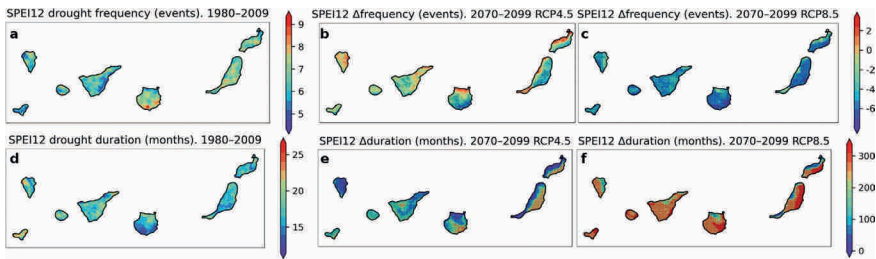 SPEI12 drought frequency (events). 1980–2009
SPEI12 Δfrequency (events). 2070–2099 RCP4.5
SPEI12 Δfrequency (events). 2070–2099 RCP8.5
a
b
c
9
8
7
6
5
2
0
-2
-4
-6
SPEI12 drought duration (months). 1980–2009
SPEI12 Δduration (months). 2070–2099 RCP4.5
SPEI12 Δduration (months). 2070–2099 RCP8.5
d
e
f
25
20
15
300
200
100
0